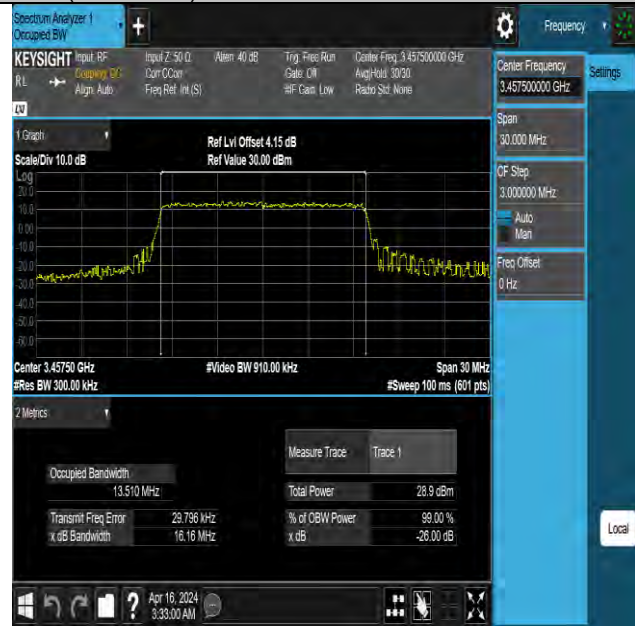 Spectrum Analyzer 1
Occupied BW
+
Frequency
KEYSIGHT
Input: RF
Coupling: DC
Align: Auto
RL
LXI
Input Z: 50 Ω
Corr CCorr
Freq Ref: Int (S)
Atten: 40 dB
Trig: Free Run
Gate: Off
#IF Gain: Low
Center Freq: 3.457500000 GHz
Avg|Hold: 30/30
Radio Std: None
Center Frequency
3.457500000 GHz
Settings
Span
30.000 MHz
CF Step
3.000000 MHz
Auto
Man
Freq Offset
0 Hz
Local
1 Graph
Scale/Div 10.0 dB
Ref Lvl Offset 4.15 dB
Ref Value 30.00 dBm
Log
20.0
10.0
0.00
-10.0
-20.0
-30.0
-40.0
-50.0
-60.0
Center 3.45750 GHz
#Res BW 300.00 kHz
#Video BW 910.00 kHz
Span 30 MHz
#Sweep 100 ms (601 pts)
2 Metrics
Measure Trace Trace 1
Occupied Bandwidth
13.510 MHz
Total Power 28.9 dBm
Transmit Freq Error 29.796 kHz
% of OBW Power 99.00 %
x dB Bandwidth 16.16 MHz
x dB -26.00 dB
?
Apr 16, 2024
3:33:00 AM